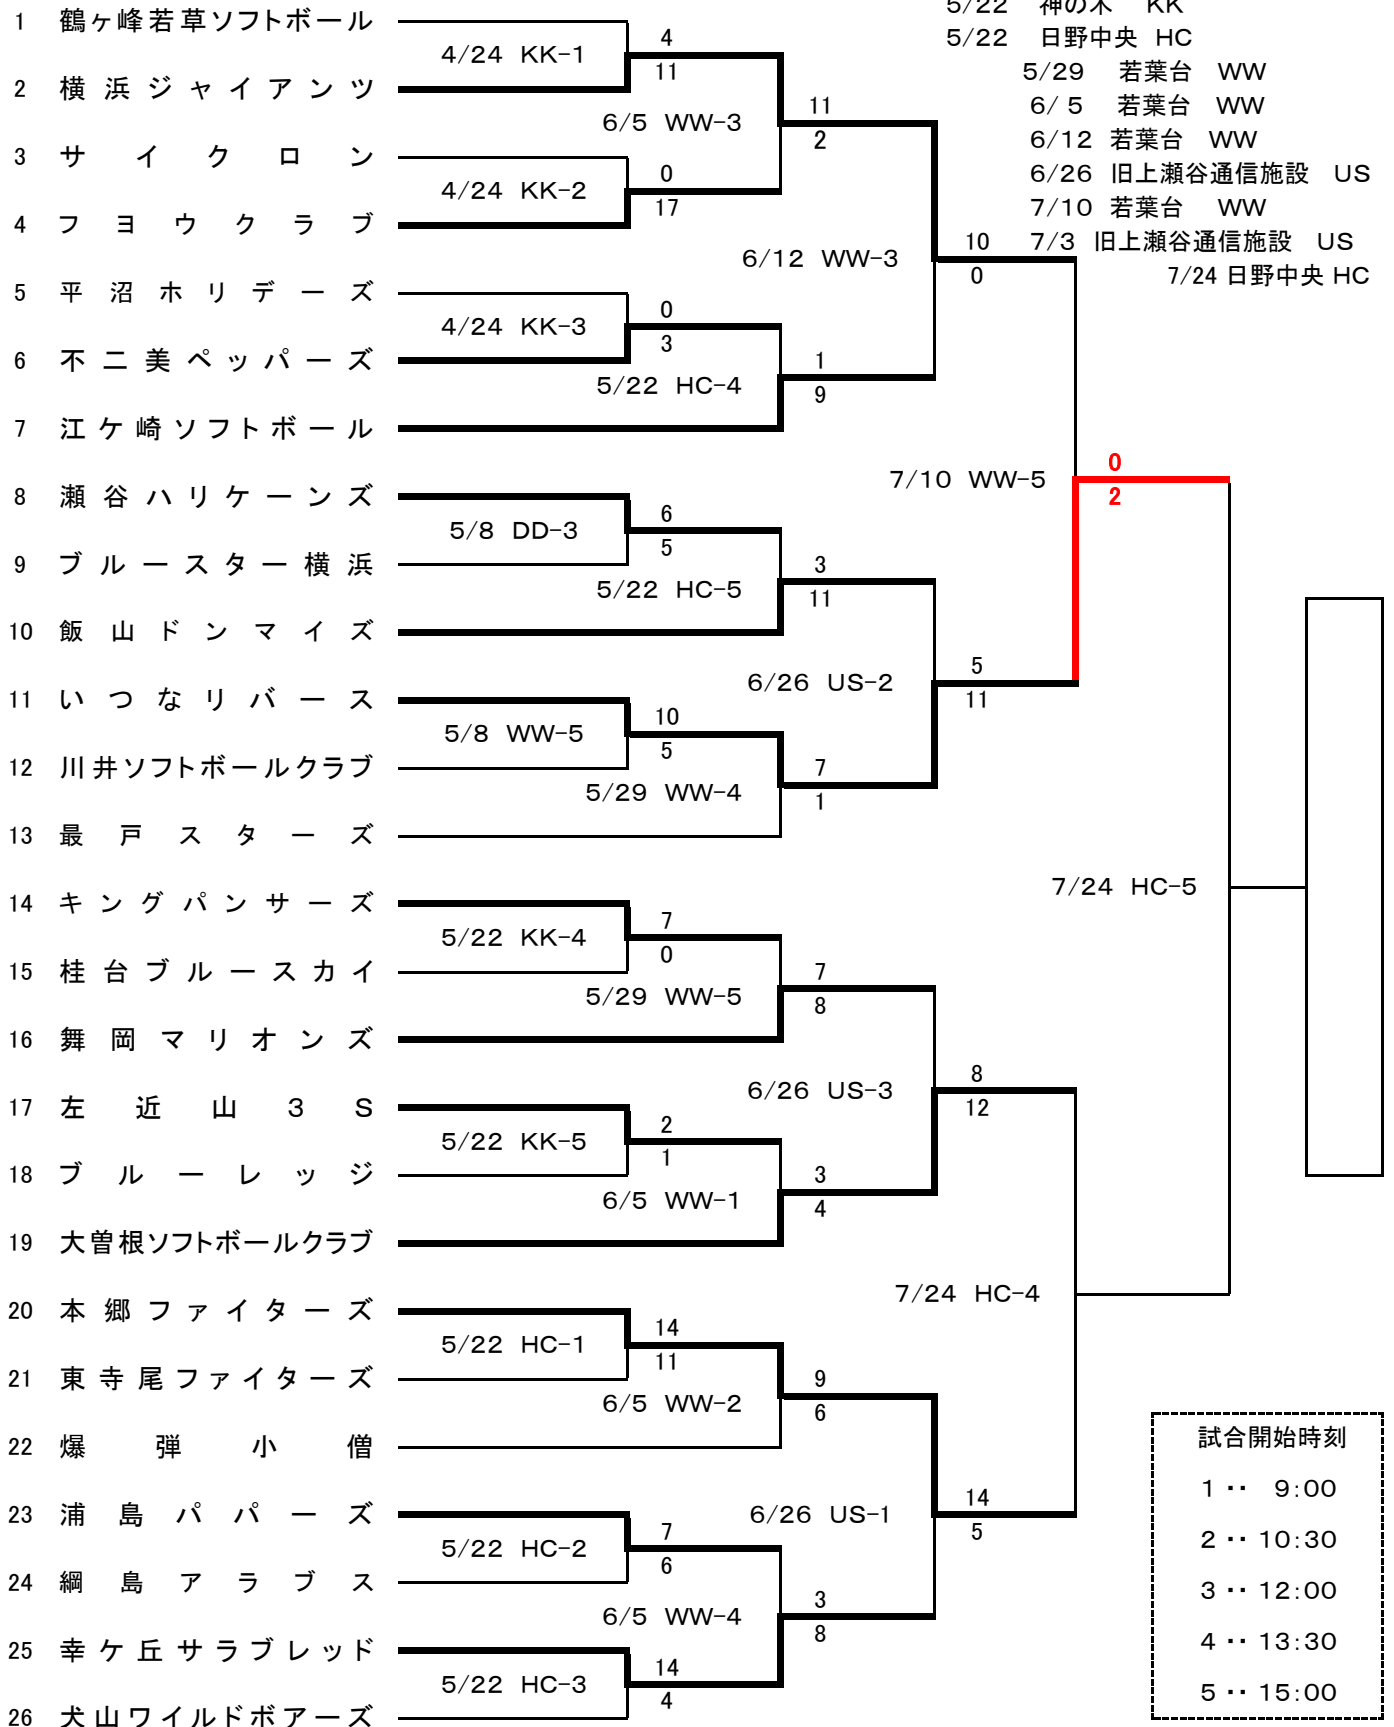 5/22 神の木 KK
1 鶴ヶ峰若草ソフトボール
4
5/22 日野中央 HC
4/24 KK-1
11
5/29 若葉台 WW
2 横浜ジャイアンツ
11
6/ 5 若葉台 WW
6/5 WW-3
2
6/12 若葉台 WW
3 サイクロン
0
6/26 旧上瀬谷通信施設 US
4/24 KK-2
17
7/10 若葉台 WW
4 フヨウクラブ
10
7/3 旧上瀬谷通信施設 US
6/12 WW-3
0
7/24 日野中央 HC
5 平沼ホリデーズ
0
4/24 KK-3
3
6 不二美ペッパーズ
1
5/22 HC-4
9
7 江ケ崎ソフトボール
0
7/10 WW-5
2
8 瀬谷ハリケーンズ
6
5/8 DD-3
5
9 ブルースター横浜
3
5/22 HC-5
11
10 飯山ドンマイズ
5
6/26 US-2
11
11 いつなリバース
10
5/8 WW-5
5
12 川井ソフトボールクラブ
7
5/29 WW-4
1
13 最戸スターズ
7/24 HC-5
14 キングパンサーズ
7
5/22 KK-4
0
15 桂台ブルースカイ
7
5/29 WW-5
8
16 舞岡マリオンズ
8
6/26 US-3
12
17 左近山3S
2
5/22 KK-5
1
18 ブルーレッジ
3
6/5 WW-1
4
19 大曽根ソフトボールクラブ
7/24 HC-4
20 本郷ファイターズ
14
5/22 HC-1
11
21 東寺尾ファイターズ
9
6/5 WW-2
6
22 爆弾小僧
試合開始時刻
1 ‥ 9:00
14
23 浦島パパーズ
6/26 US-1
5
7
5/22 HC-2
6
2 ‥ 10:30
24 綱島アラブス
3
3 ‥ 12:00
6/5 WW-4
8
25 幸ケ丘サラブレッド
4 ‥ 13:30
14
5/22 HC-3
4
5 ‥ 15:00
26 犬山ワイルドボアーズ